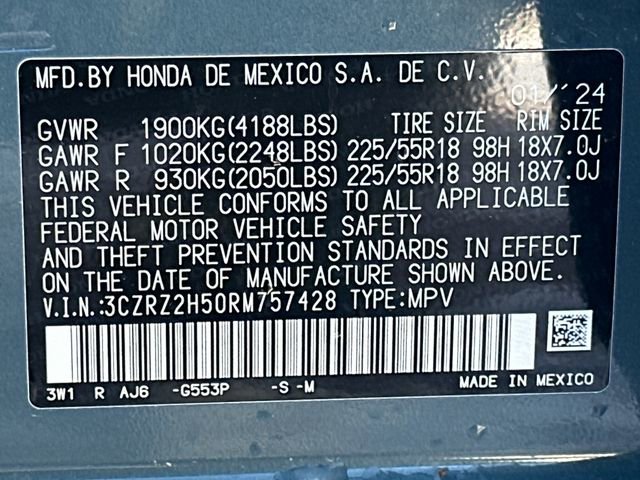 MFD.BY HONDA DE MEXICO S.A. DE C.V.
01/'24
GVWR 1900KG(4188LBS) TIRE SIZE RIM SIZE
GAWR F 1020KG(2248LBS) 225/55R18 98H 18X7.0J
GAWR R 930KG(2050LBS) 225/55R18 98H 18X7.0J
THIS VEHICLE CONFORMS TO ALL APPLICABLE
FEDERAL MOTOR VEHICLE SAFETY
AND THEFT PREVENTION STANDARDS IN EFFECT
ON THE DATE OF MANUFACTURE SHOWN ABOVE.
V.I.N.:3CZRZ2H50RM757428 TYPE:MPV
3W1 R AJ6 -G553P -S -M MADE IN MEXICO